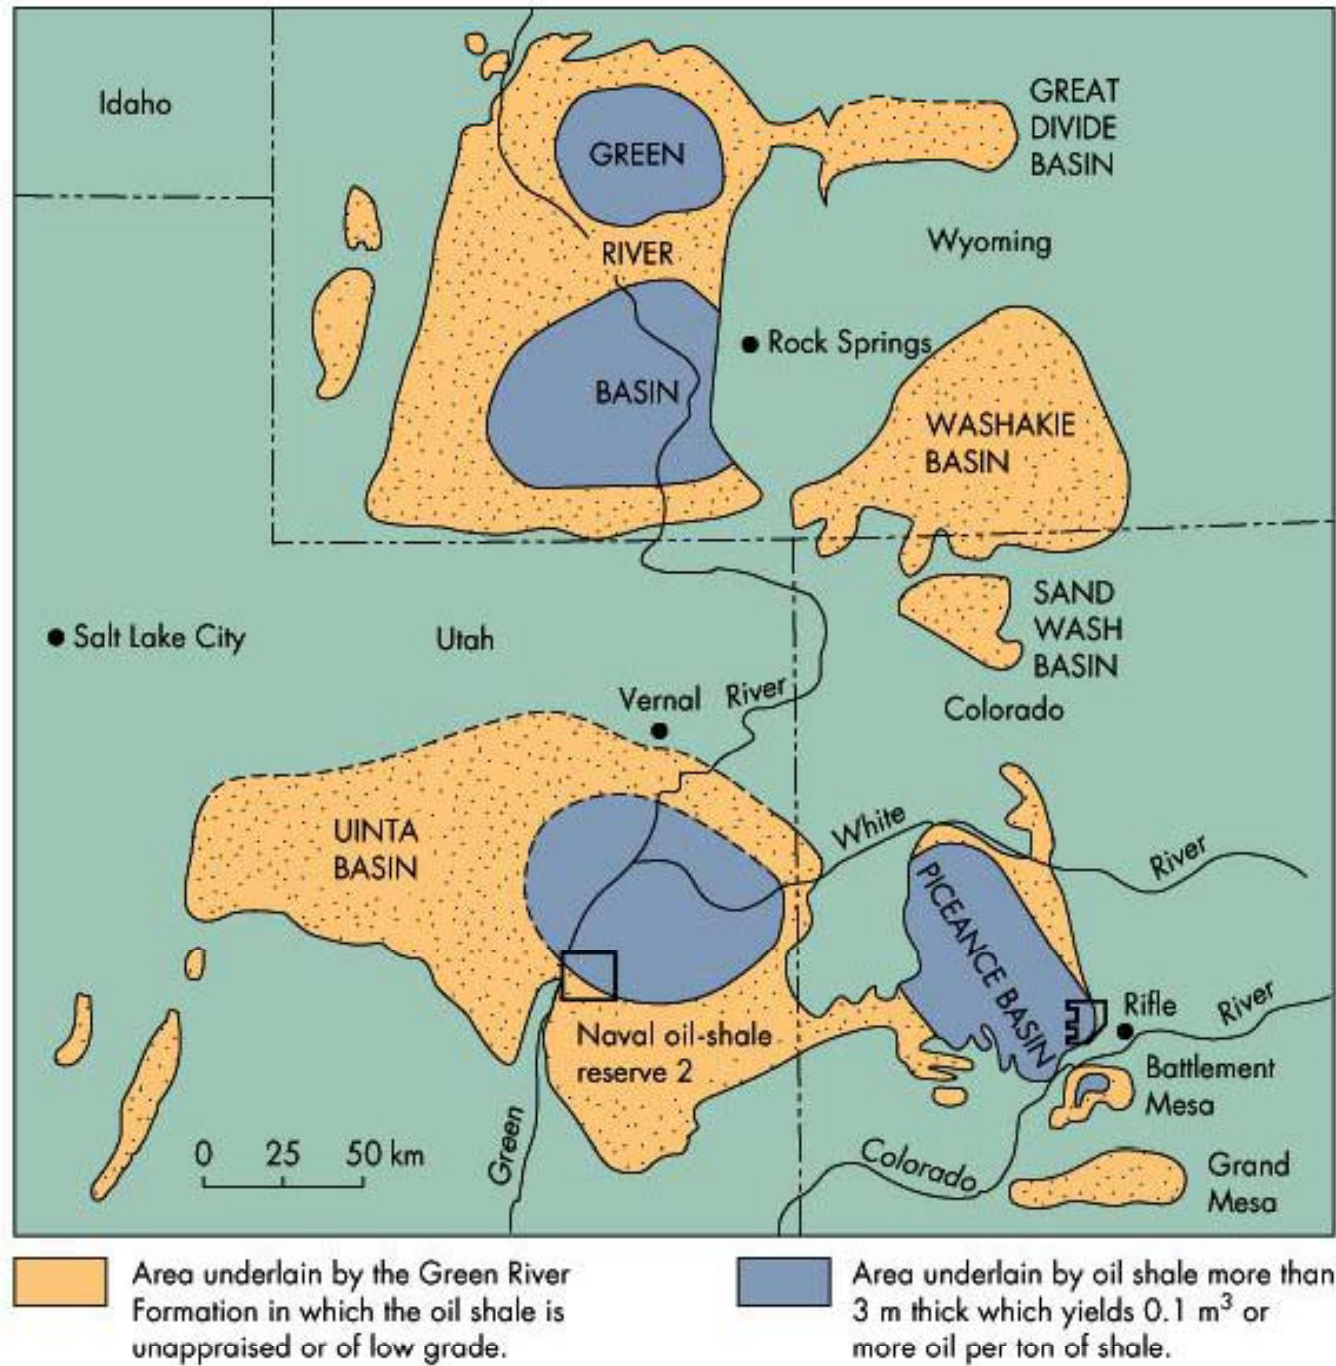 Idaho
GREAT
DIVIDE
BASIN
GREEN
RIVER
BASIN
Wyoming
Rock Springs
WASHAKIE
BASIN
SAND
WASH
BASIN
Salt Lake City
Utah
Vernal
River
Colorado
UINTA
BASIN
White
River
PICEANCE BASIN
Rifle
River
Naval oil-shale
reserve 2
Battlement
Mesa
Green
0 25 50 km
Colorado
Grand
Mesa
Area underlain by the Green River
Formation in which the oil shale is
unappraised or of low grade.
Area underlain by oil shale more than
3 m thick which yields 0.1 m³ or
more oil per ton of shale.